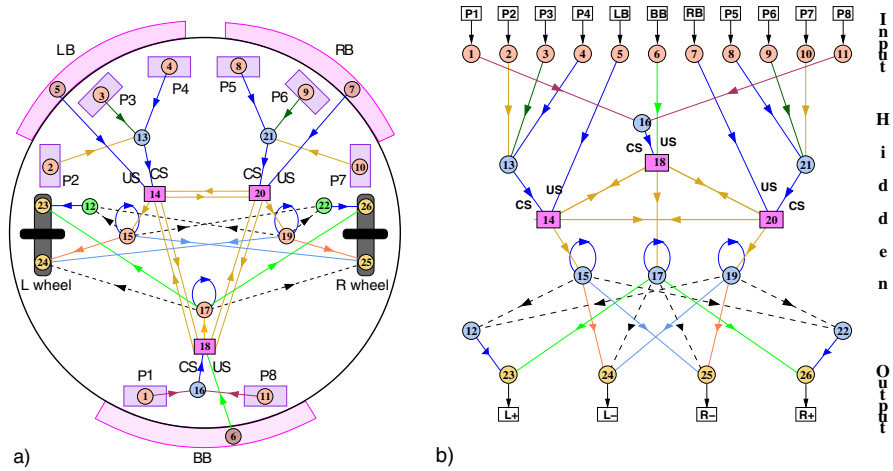 LB
RB
4
8
P4
P5
5
3
P3
P6
9
7
13
21
2
P2
US
CS
CS
US
P7
10
14
20
23
12
22
26
15
19
24
25
L wheel
R wheel
17
18
CS
US
P1
P8
1
16
11
6
BB
a)
P1 P2 P3 P4 LB BB RB P5 P6 P7 P8
1 2 3 4 5 6 7 8 9 10 11
16
CS US
18
13
21
US
CS
14
US
CS
20
15 17 19
12
22
23 24 25 26
L+ L− R− R+
b)
Input
Hidden
Output